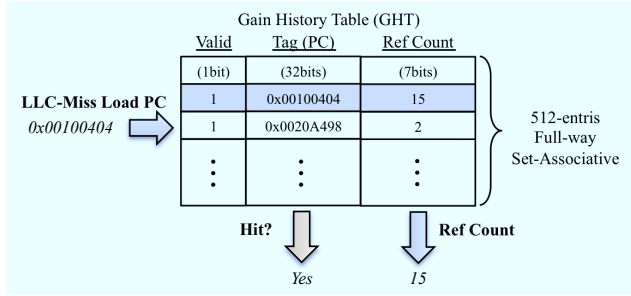 Gain History Table (GHT)
Valid Tag (PC) Ref Count
(1bit) (32bits) (7bits)
LLC-Miss Load PC
1 0x00100404 15
0x00100404
1 0x0020A498 2
512-entris
Full-way
Set-Associative
Hit? Ref Count
Yes 15